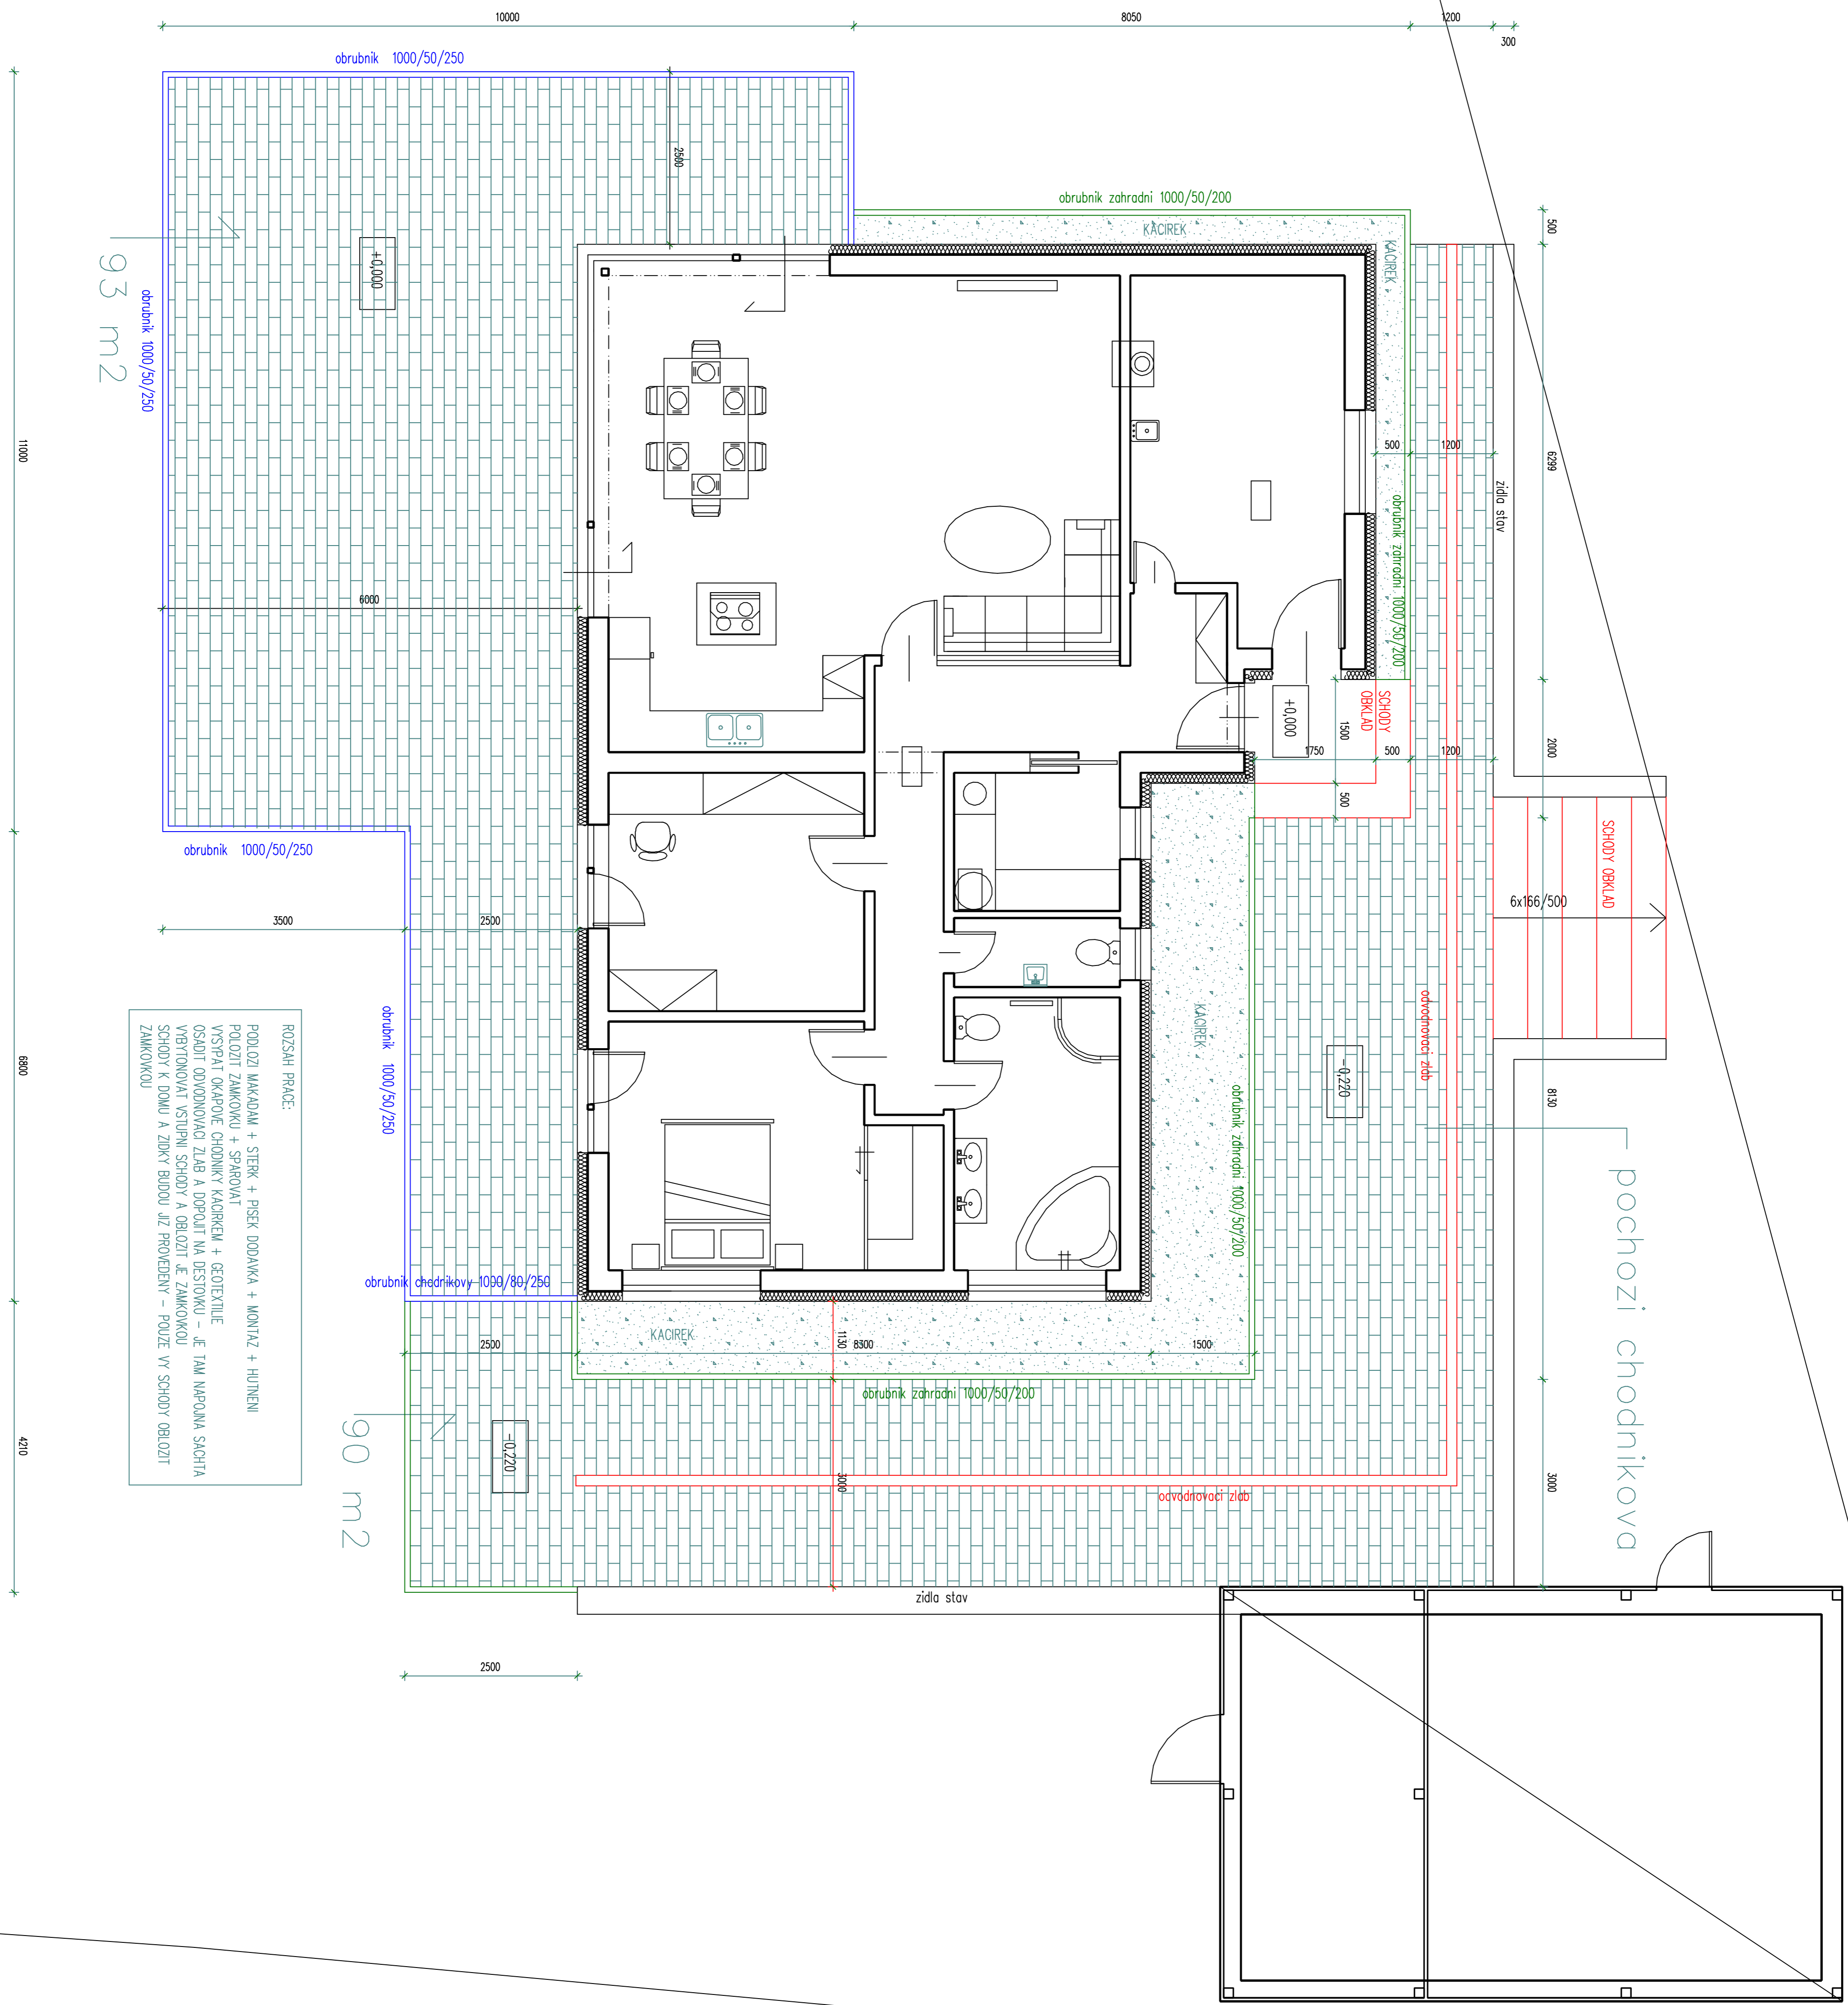 10000
8050
1200
300
obrubnik 1000/50/250
2500
obrubnik zahradni 1000/50/200
KACIREK
KACIREK
500
+0,000
93 m2
obrubnik 1000/50/250
11000
500
1200
6299
zidla stav
obrubnik zahradni 1000/50/200
6000
SCHODY
OBKLAD
+0,000
1500
1750
500
1200
2000
500
SCHODY OBKLAD
6x166/500
obrubnik 1000/50/250
3500
2500
odvodnovaci zlab
KACIREK
-0,220
8130
obrubnik zahradni 1000/50/200
pochozi chodnikova
6800
obrubnik 1000/50/250
ROZSAH PRACE:
PODLOZI MAKADAM + STERK + PISEK DODAVKA + MONTAZ + HUTNENI
POLOZIT ZAMKOVKU + SPAROVAT
VYSYPAT OKAPOVE CHODNIKY KACIRKEM + GEOTEXTILIE
OSADIT ODVODNOVACI ZLAB A DOPOJIT NA DESTOVKU - JE TAM NAPOJNA SACHTA
VYBYTONOVAT VSTUPNI SCHODY A OBLOZIT JE ZAMKOVKOU
SCHODY K DOMU A ZIDKY BUDOU JIZ PROVEDENY - POUZE VY SCHODY OBLOZIT
ZAMKOVKOU
obrubnik chodnikovy 1000/80/250
KACIREK
2500
1130
8300
1500
obrubnik zahradni 1000/50/200
90 m2
-0,220
3000
odvodnovaci zlab
3000
4210
zidla stav
2500